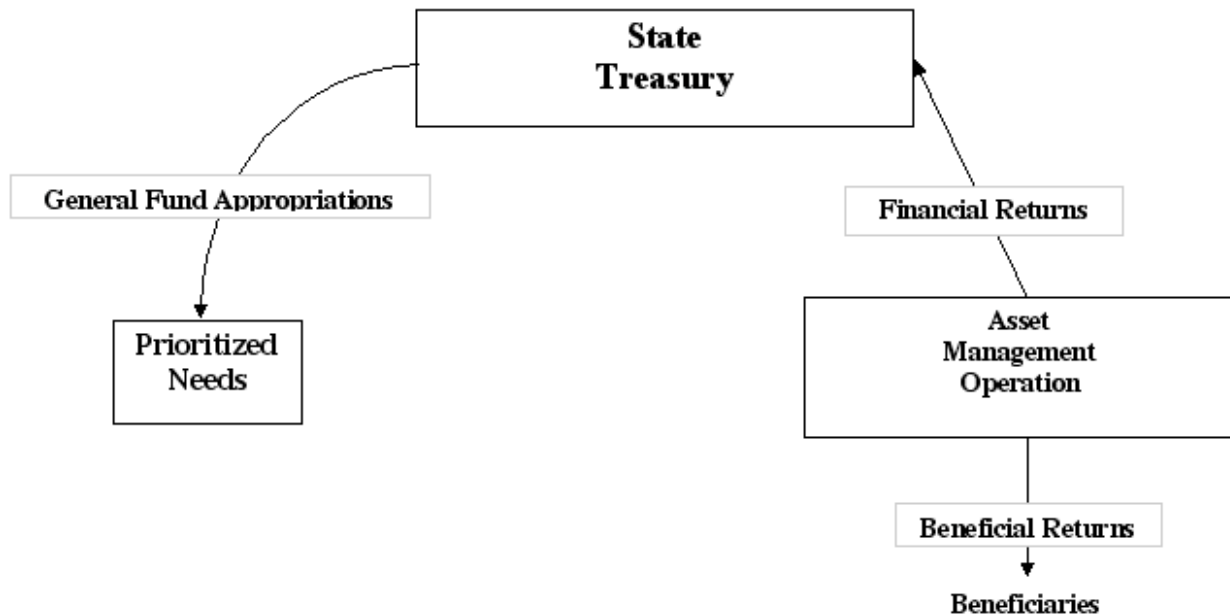 State
Treasury
General Fund Appropriations
Financial Returns
Prioritized
Needs
Asset
Management
Operation
Beneficial Returns
Beneficiaries